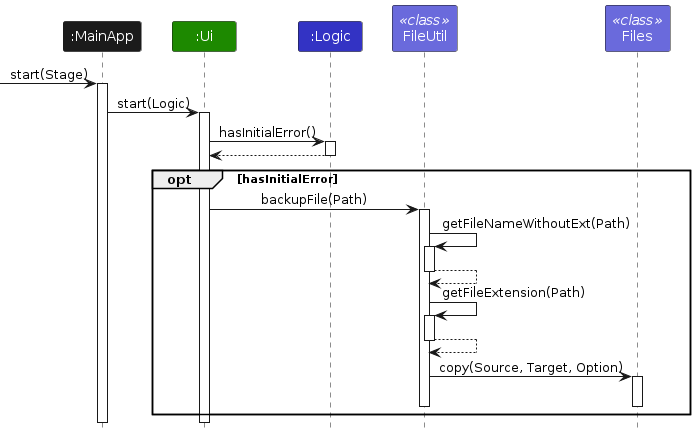 «class»
«class»
:MainApp
:Ui
:Logic
FileUtil
Files
start(Stage)
start(Logic)
hasInitialError()
opt
[hasInitialError]
backupFile(Path)
getFileNameWithoutExt(Path)
getFileExtension(Path)
copy(Source, Target, Option)